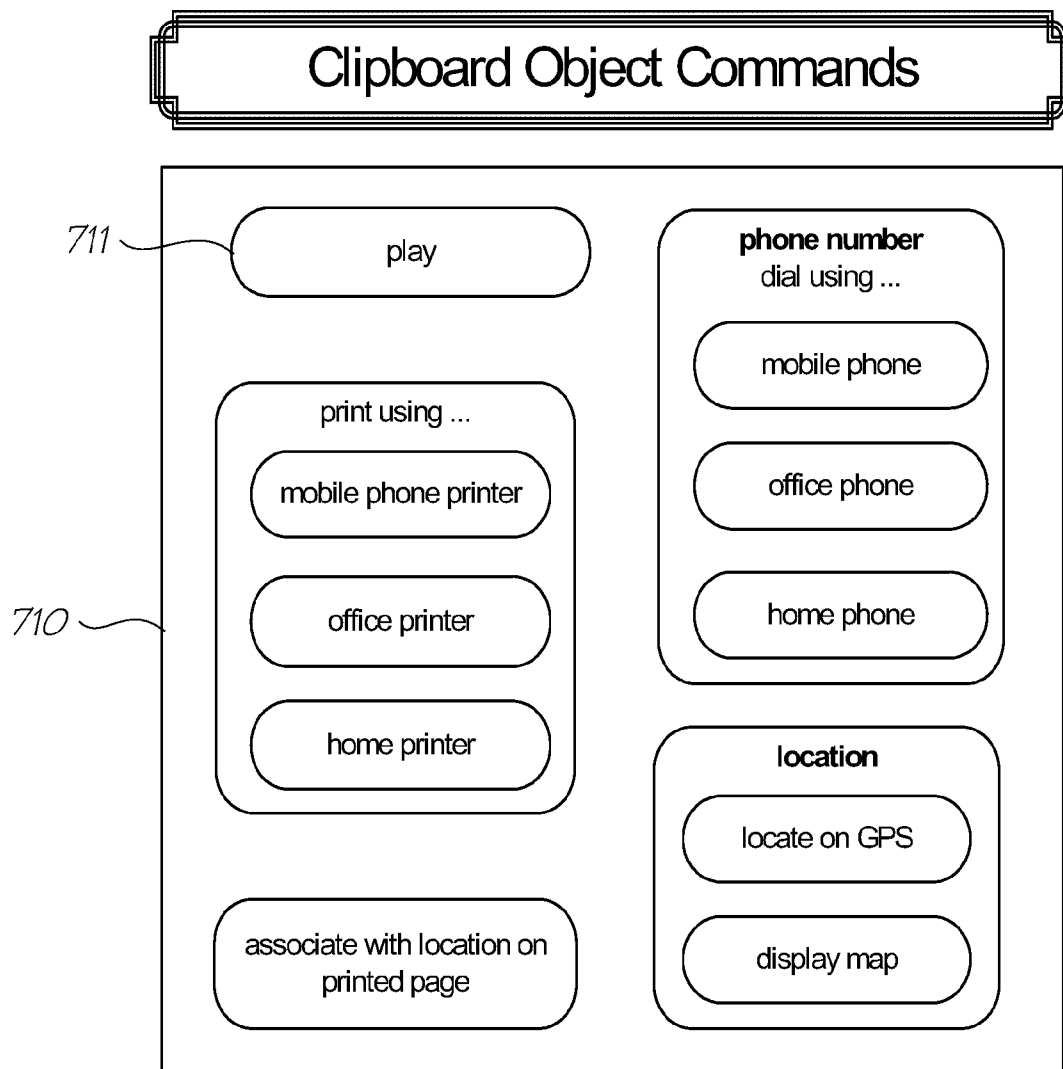 Clipboard Object Commands
711
play
print using ...
mobile phone printer
office printer
home printer
710
associate with location on
printed page
phone number
dial using ...
mobile phone
office phone
home phone
location
locate on GPS
display map